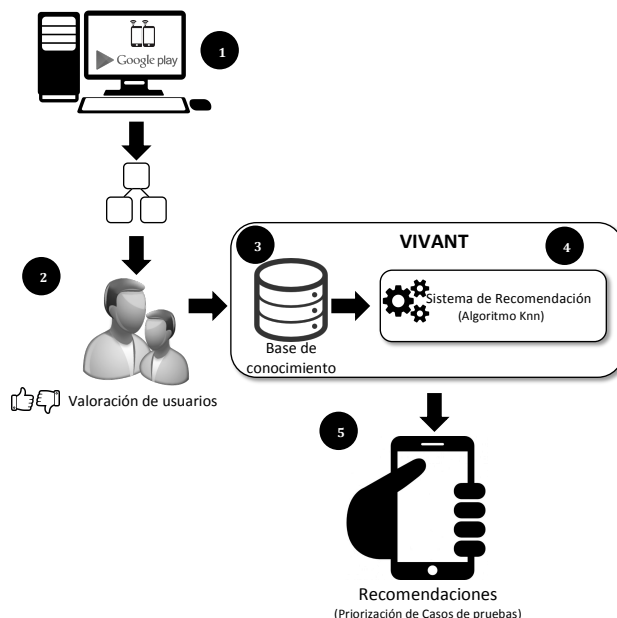 1
Google play
2
3
VIVANT
4
Sistema de Recomendación
(Algoritmo Knn)
Base de
conocimiento
Valoración de usuarios
5
Recomendaciones
(Priorización de Casos de pruebas)